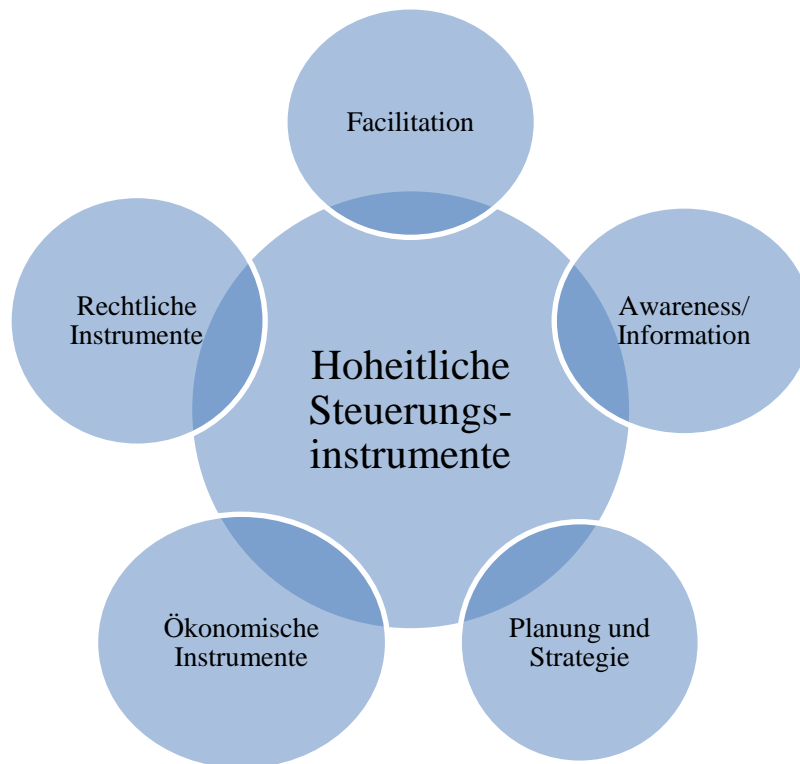 Facilitation
Rechtliche
Instrumente
Awareness/
Information
Hoheitliche
Steuerungs-
instrumente
Ökonomische
Instrumente
Planung und
Strategie